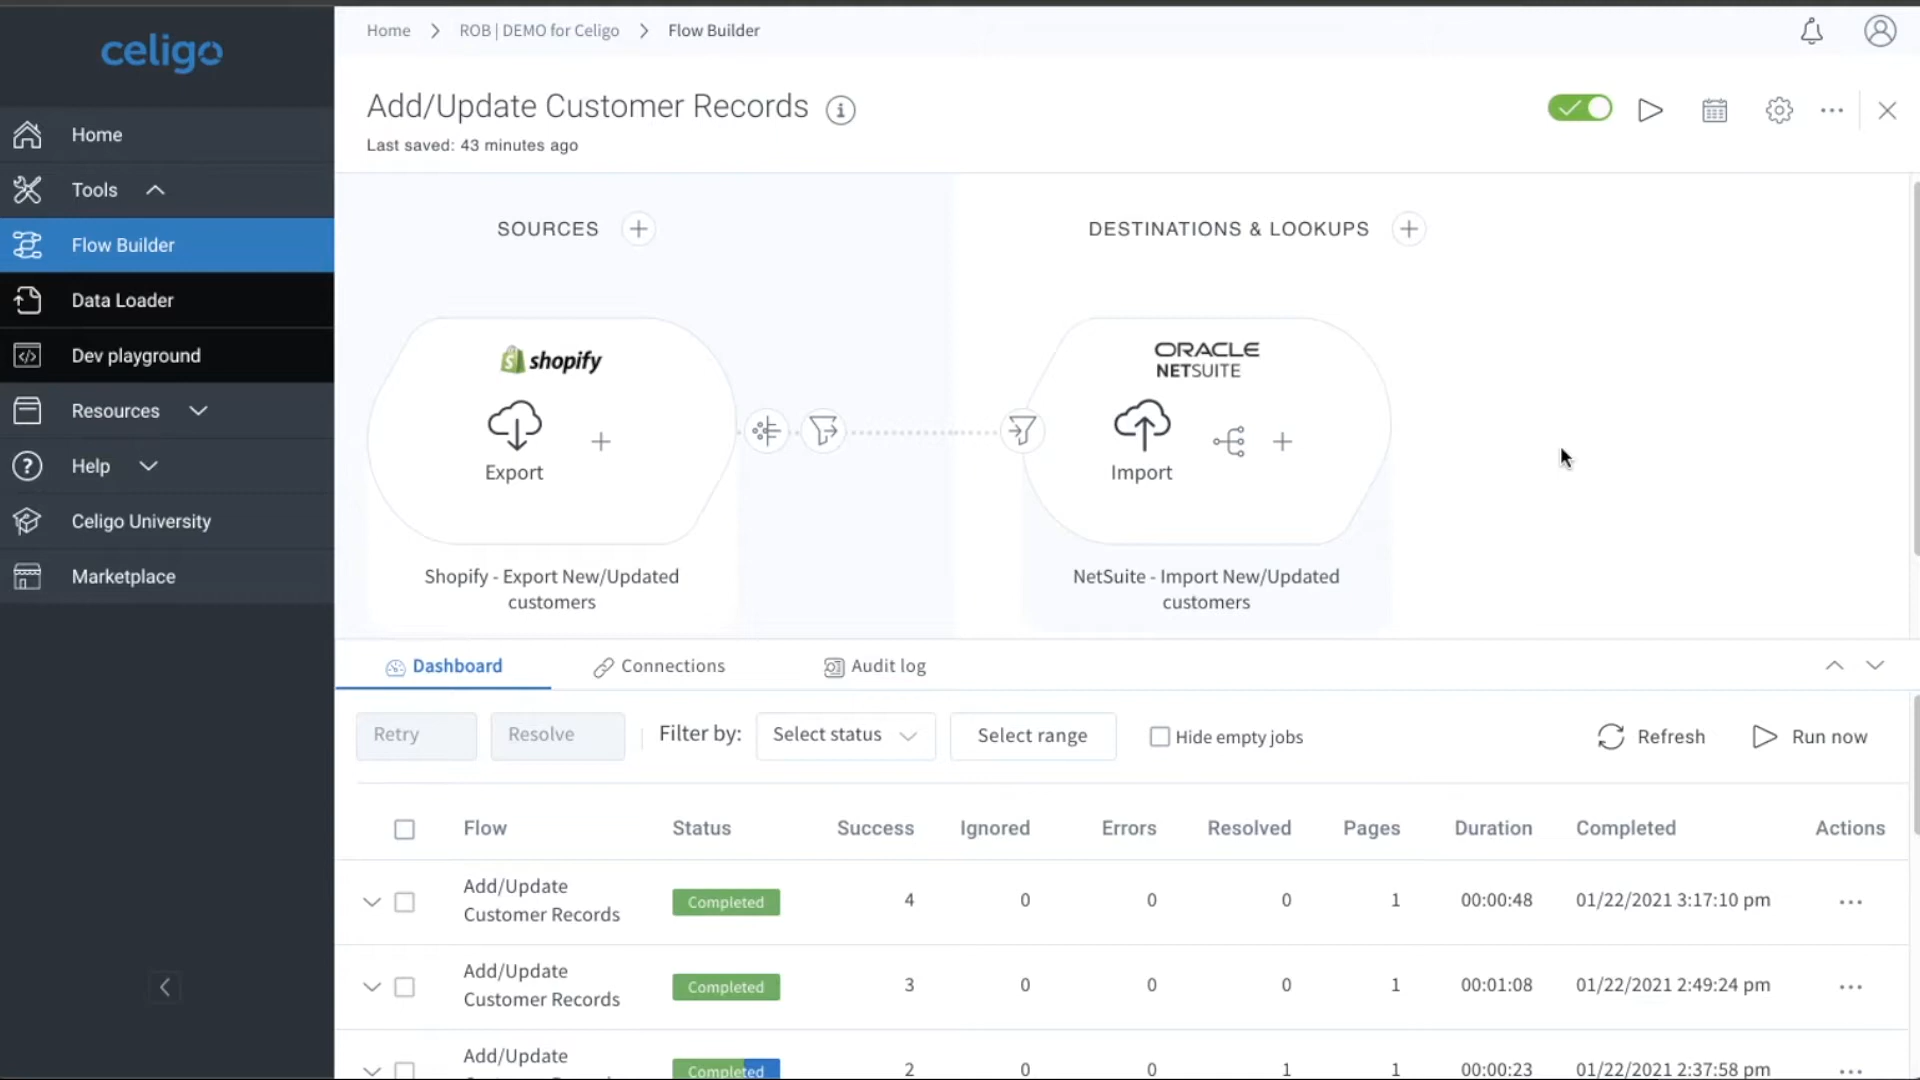 celigo
Home
Tools
Flow Builder
Data Loader
Dev playground
Resources
Help
Celigo University
Marketplace
Home > ROB | DEMO for Celigo > Flow Builder
Add/Update Customer Records
Last saved: 43 minutes ago
SOURCES
DESTINATIONS & LOOKUPS
shopify
Export
Shopify - Export New/Updated
customers
ORACLE
NETSUITE
Import
NetSuite - Import New/Updated
customers
Dashboard Connections Audit log
Retry Resolve Filter by: Select status Select range Hide empty jobs Refresh Run now
Flow Status Success Ignored Errors Resolved Pages Duration Completed Actions
Add/Update
Customer Records Completed 4 0 0 0 1 00:00:48 01/22/2021 3:17:10 pm ...
Add/Update
Customer Records Completed 3 0 0 0 1 00:01:08 01/22/2021 2:49:24 pm ...
Add/Update
Completed 2 0 0 1 1 00:00:23 01/22/2021 2:37:58 pm ...